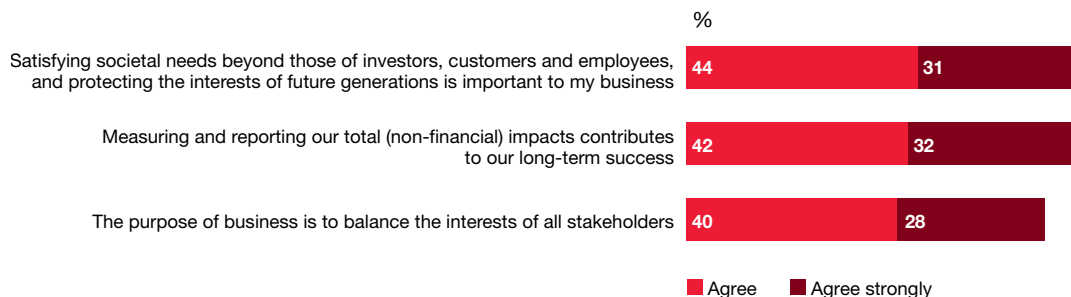 %
Satisfying societal needs beyond those of investors, customers and employees,
and protecting the interests of future generations is important to my business
44 31
Measuring and reporting our total (non-financial) impacts contributes
to our long-term success
42 32
The purpose of business is to balance the interests of all stakeholders
40 28
Agree Agree strongly